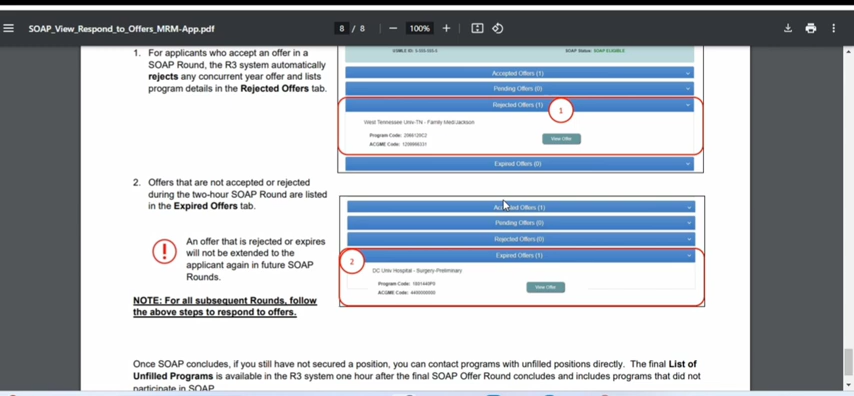 SOAP_View_Respond_to_Offers_MRM-App.pdf
8 / 8
100%
1. For applicants who accept an offer in a
SOAP Round, the R3 system automatically
rejects any concurrent year offer and lists
program details in the Rejected Offers tab.
SOAP Status: SOAP ELIGIBLE
Accepted Offers (1)
Pending Offers (0)
Rejected Offers (1)
1
West Tennessee Univ-TN - Family Med/Jackson
Program Code:
View Offer
ACGME Code:
Expired Offers (0)
2. Offers that are not accepted or rejected
during the two-hour SOAP Round are listed
in the Expired Offers tab.
Accepted Offers (1)
Pending Offers (0)
Rejected Offers (0)
Expired Offers (1)
2
DC Univ Hospital - Surgery-Preliminary
Program Code:
View Offer
ACGME Code:
An offer that is rejected or expires
will not be extended to the
applicant again in future SOAP
Rounds.
NOTE: For all subsequent Rounds, follow
the above steps to respond to offers.
Once SOAP concludes, if you still have not secured a position, you can contact programs with unfilled positions directly. The final List of
Unfilled Programs is available in the R3 system one hour after the final SOAP Offer Round concludes and includes programs that did not
participate in SOAP